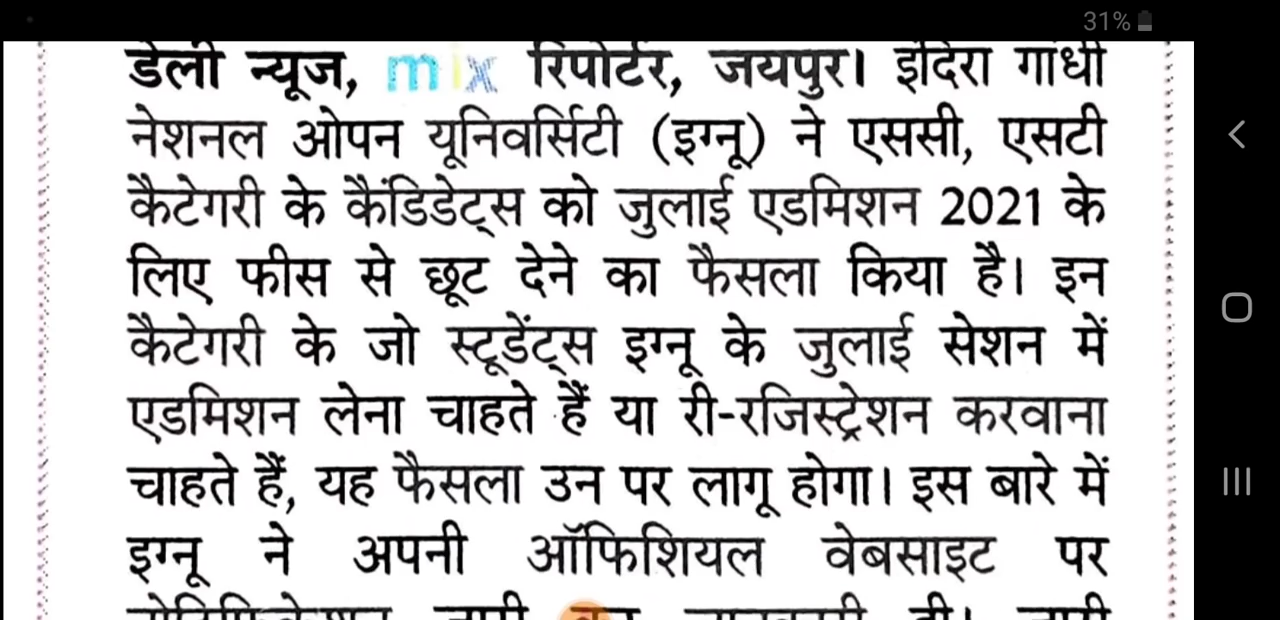 31%
डेली न्यूज, mix रिपोर्टर, जयपुर। इंदिरा गांधी
नेशनल ओपन यूनिवर्सिटी (इग्नू) ने एससी, एसटी
कैटेगरी के कैंडिडेट्स को जुलाई एडमिशन 2021 के
लिए फीस से छूट देने का फैसला किया है। इन
कैटेगरी के जो स्टूडेंट्स इग्नू के जुलाई सेशन में
एडमिशन लेना चाहते हैं या री-रजिस्ट्रेशन करवाना
चाहते हैं, यह फैसला उन पर लागू होगा। इस बारे में
इग्नू ने अपनी ऑफिशियल वेबसाइट पर